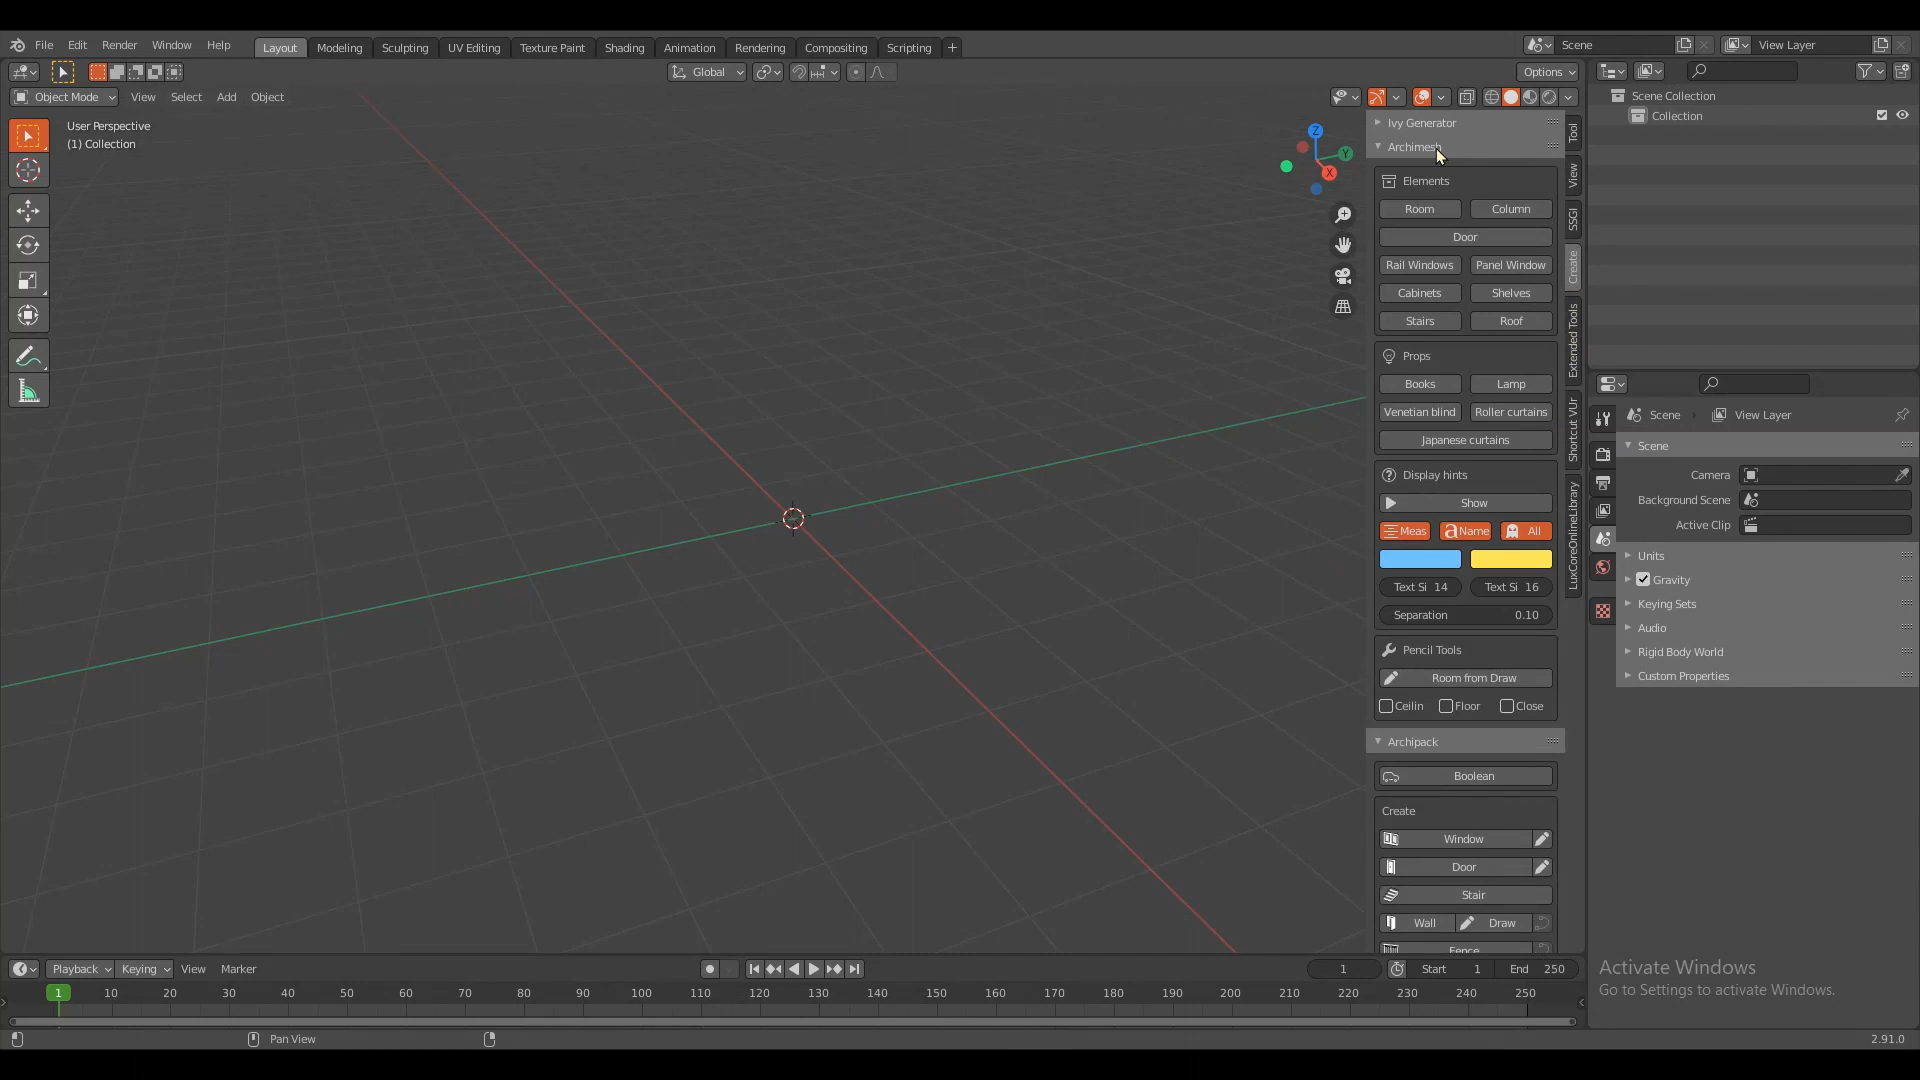 File Edit Render Window Help Layout Modeling Sculpting UV Editing Texture Paint Shading Animation Rendering Compositing Scripting + Scene View Layer
Global Options
Object Mode View Select Add Object
User Perspective
(1) Collection
Z
Y
X
Ivy Generator
Archimesh
Elements
Room Column
Door
Rail Windows Panel Window
Cabinets Shelves
Stairs Roof
Props
Books Lamp
Venetian blind Roller curtains
Japanese curtains
Display hints
Show
Meas Name All
Text Si 14 Text Si 16
Separation 0.10
Pencil Tools
Room from Draw
Ceilin Floor Close
Archipack
Boolean
Create
Window
Door
Stair
Wall Draw
Fence
Tool
View
SSGI
Create
Extended Tools
Shortcut VUr
LuxCoreOnlineLibrary
Scene Collection
Collection
Scene View Layer
Scene
Camera
Background Scene
Active Clip
Units
Gravity
Keying Sets
Audio
Rigid Body World
Custom Properties
Activate Windows
Go to Settings to activate Windows.
Playback Keying View Marker 1 Start 1 End 250
1 10 20 30 40 50 60 70 80 90 100 110 120 130 140 150 160 170 180 190 200 210 220 230 240 250
Pan View 2.91.0